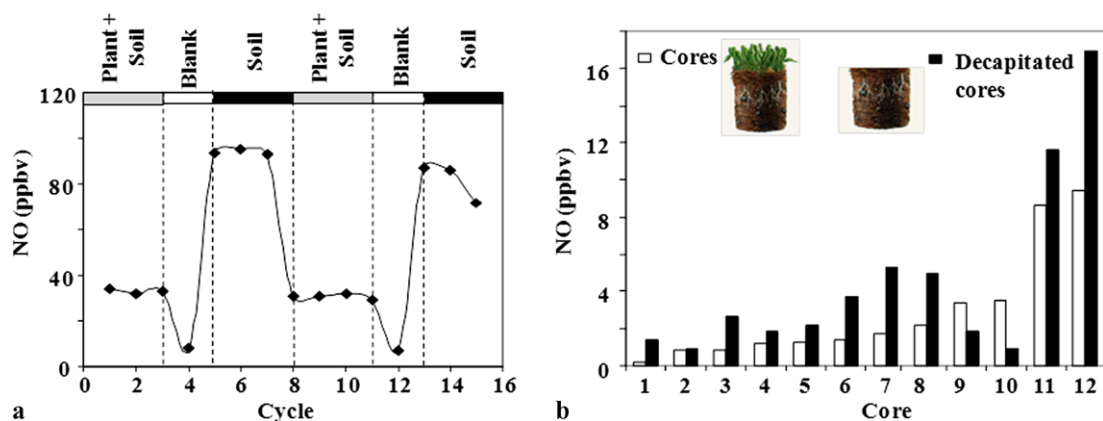 Plant +
Soil
Blank
Soil
Plant +
Soil
Blank
Soil
120
80
40
0
NO (ppbv)
0 2 4 6 8 10 12 14 16
Cycle
a
16
12
8
4
0
NO (ppbv)
Cores
Decapitated
cores
1 2 3 4 5 6 7 8 9 10 11 12
Core
b